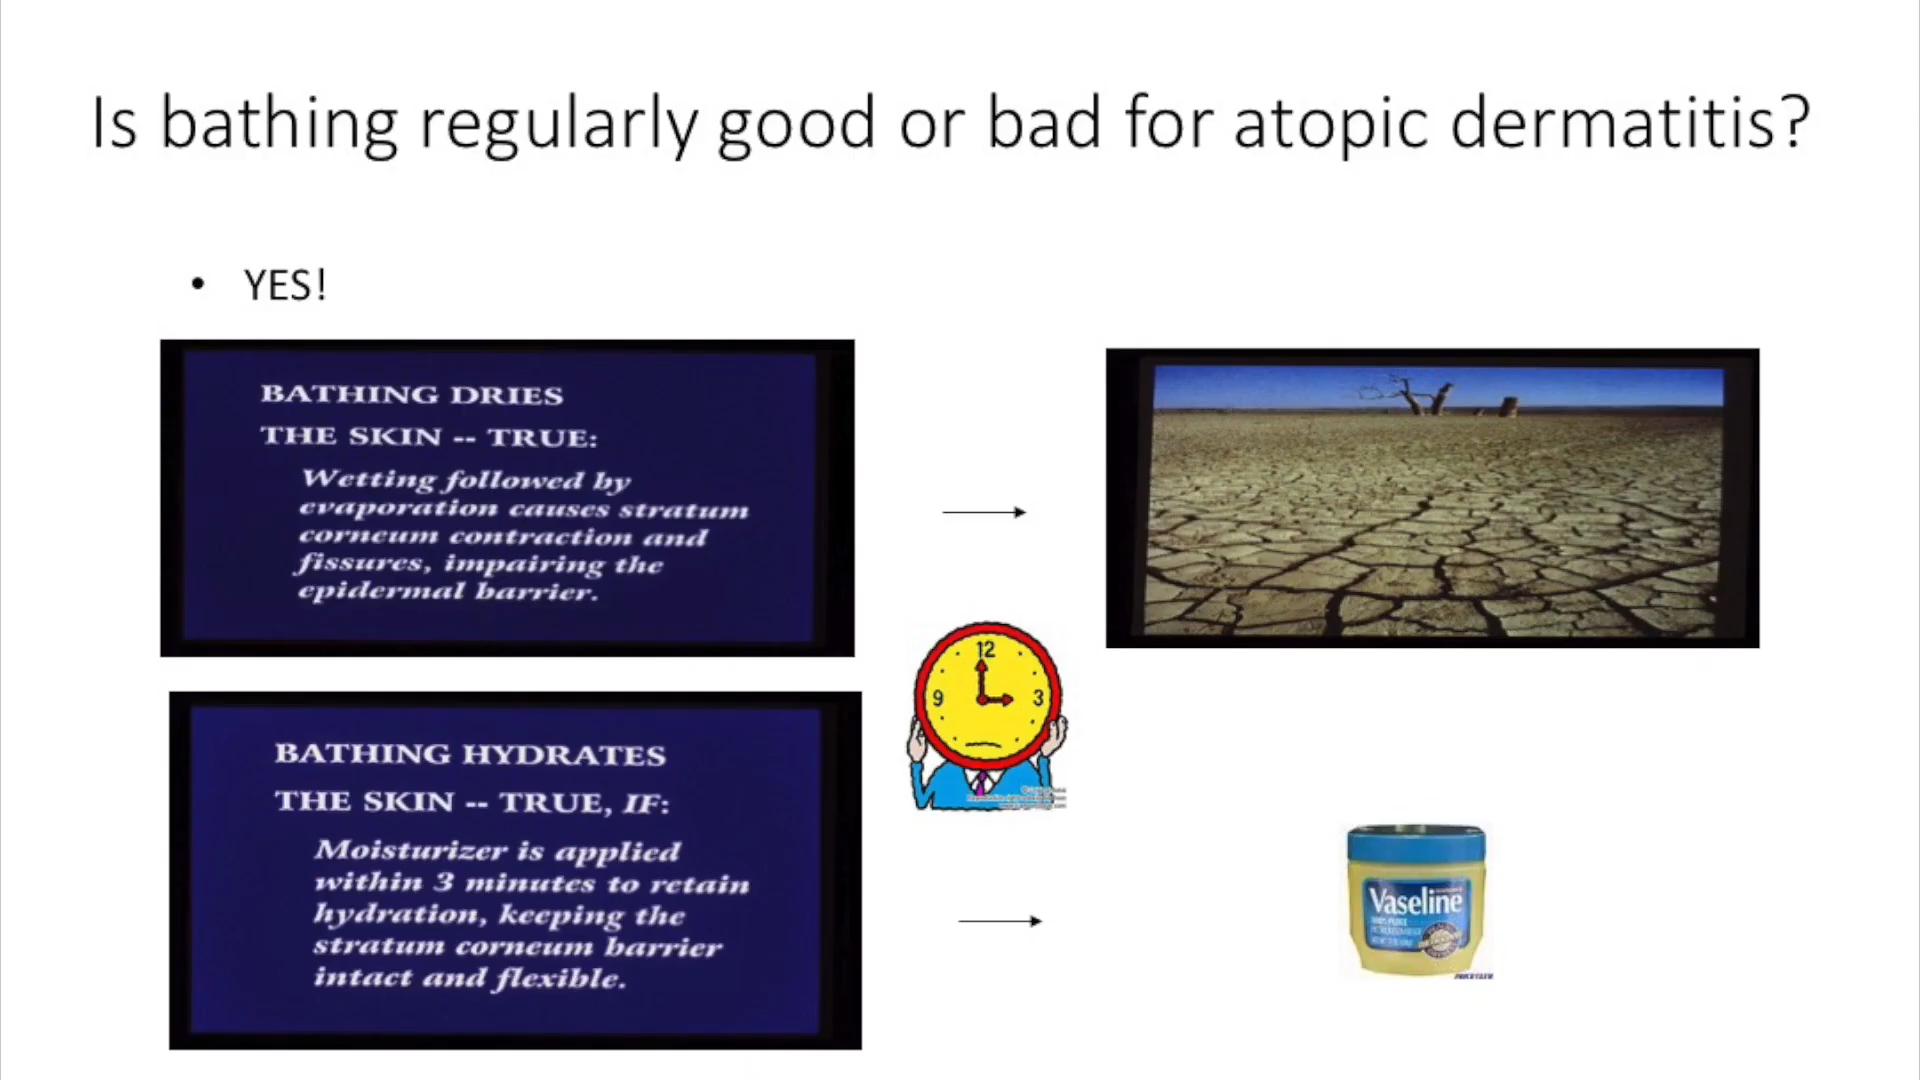 Is bathing regularly good or bad for atopic dermatitis?
• YES!
BATHING DRIES
THE SKIN -- TRUE:
Wetting followed by
evaporation causes stratum
corneum contraction and
fissures, impairing the
epidermal barrier.
12
9
3
BATHING HYDRATES
THE SKIN -- TRUE, IF:
Moisturizer is applied
within 3 minutes to retain
hydration, keeping the
stratum corneum barrier
intact and flexible.
Vaseline